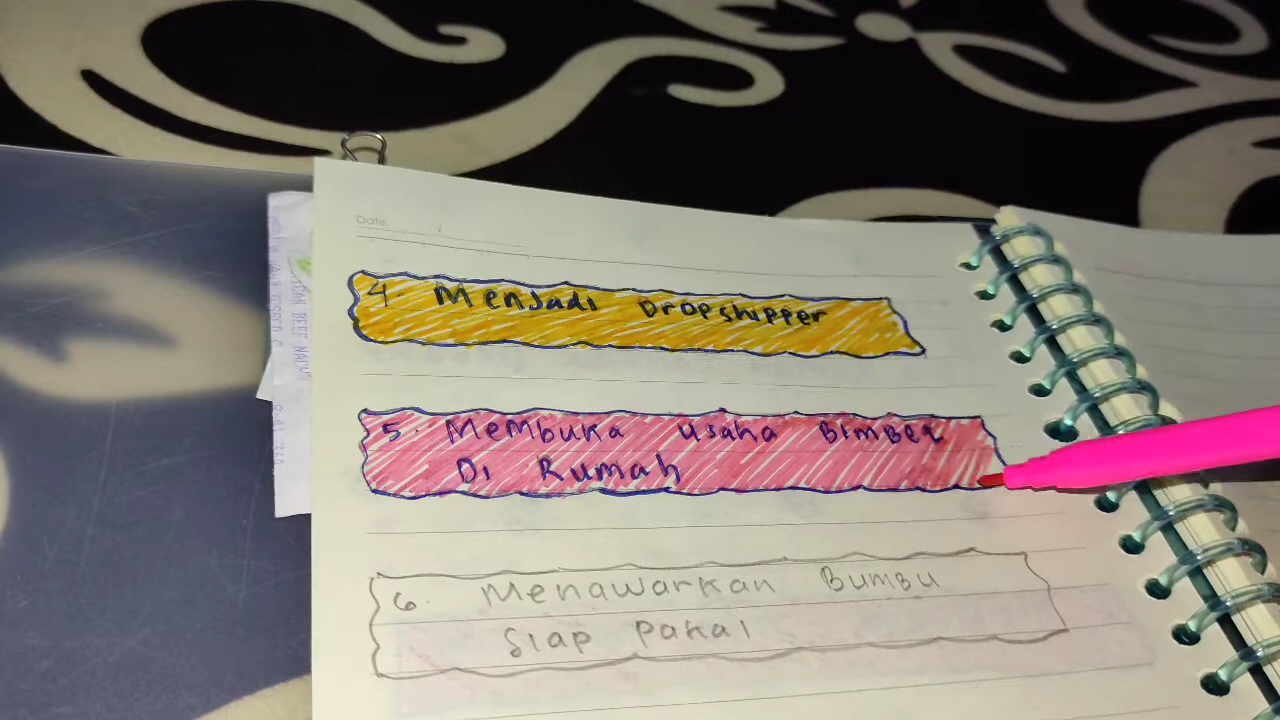 Date
4. Menjadi Dropshipper
5. Membuka usaha Bimbel
Di Rumah
6. Menawarkan Bumbu
Siap Pakai